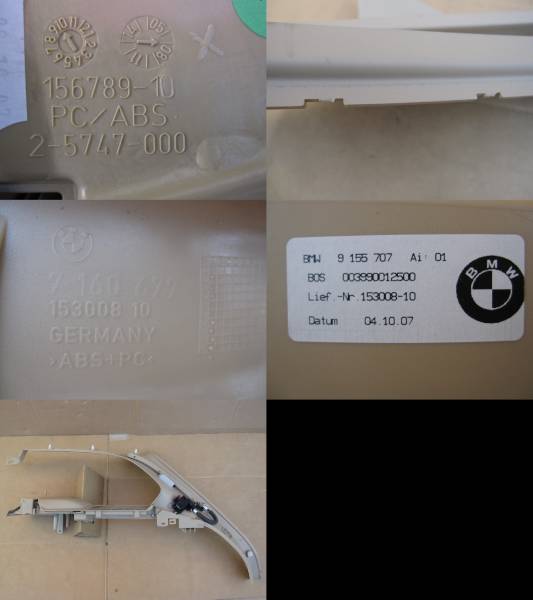 156789-10
PC/ABS
2-5747-000
153008 10
GERMANY
>ABS+PC<
BMW 9 155 707 Ai: 01
BOS 003990012500
Lief.-Nr.153008-10
Datum 04.10.07
BMW